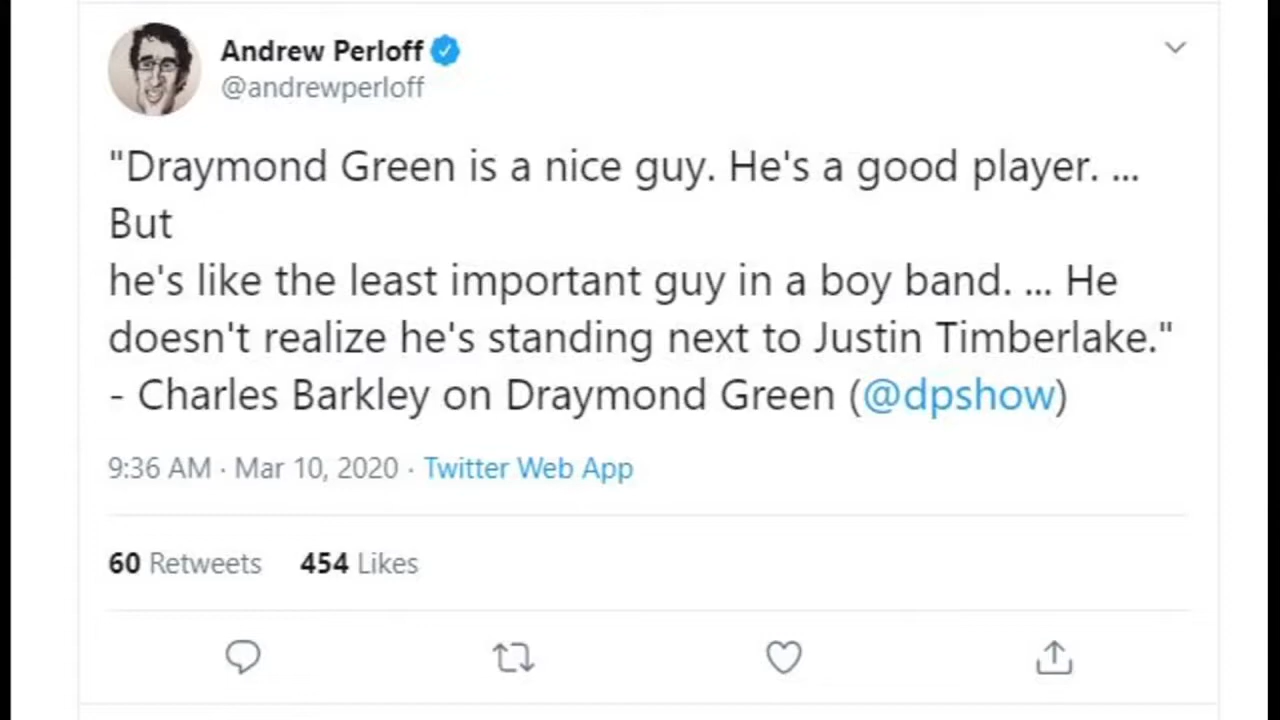 Andrew Perloff
@andrewperloff
"Draymond Green is a nice guy. He's a good player. ...
But
he's like the least important guy in a boy band. ... He
doesn't realize he's standing next to Justin Timberlake."
- Charles Barkley on Draymond Green (@dpshow)
9:36 AM · Mar 10, 2020 · Twitter Web App
60 Retweets 454 Likes